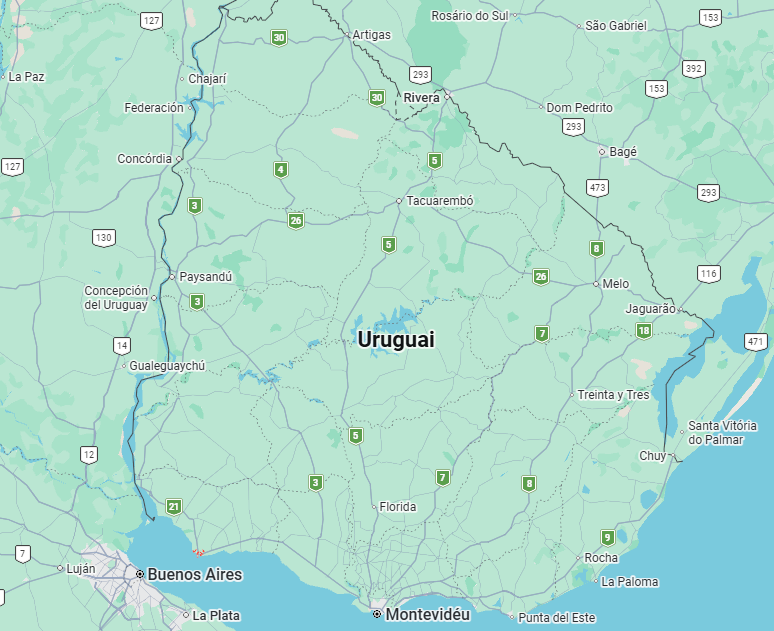 127
Rosário do Sul
153
São Gabriel
30
Artigas
392
La Paz
Chajarí
293
153
30
Rivera
Federación
Dom Pedrito
293
127
Concórdia
5
Bagé
4
473
293
3
Tacuarembó
26
130
5
8
116
Paysandú
26
Melo
Concepción
del Uruguay
3
Jaguarão
18
7
Uruguai
471
14
Gualeguaychú
Treinta y Tres
Santa Vitória
do Palmar
5
12
Chuy
3
7
8
21
Florida
9
7
Rocha
Luján
Buenos Aires
La Paloma
La Plata
Montevidéu
Punta del Este